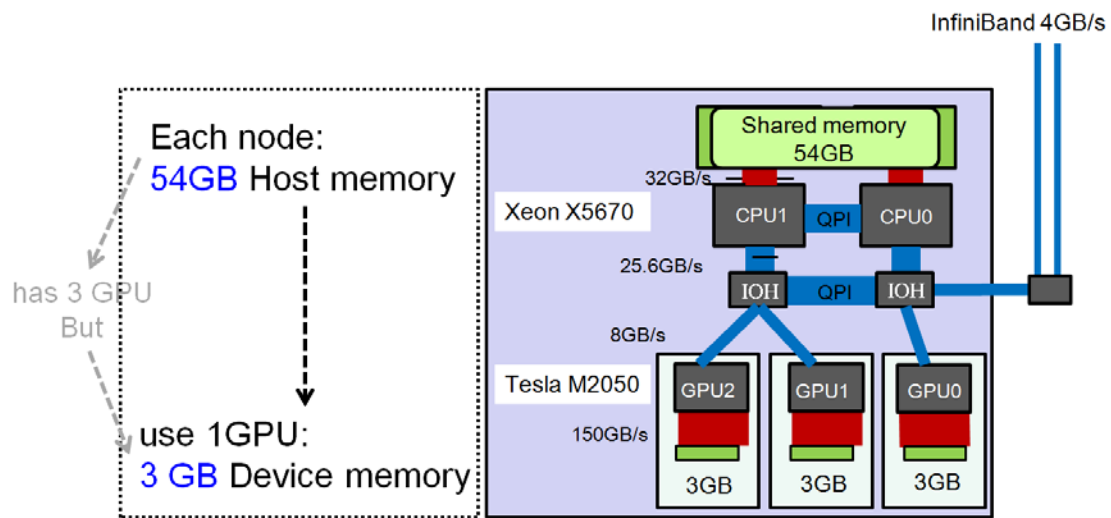 InfiniBand 4GB/s
Each node:
54GB Host memory
has 3 GPU
But
use 1GPU:
3 GB Device memory
Shared memory
54GB
32GB/s
Xeon X5670
CPU1
QPI
CPU0
25.6GB/s
IOH
QPI
IOH
8GB/s
Tesla M2050
GPU2
GPU1
GPU0
150GB/s
3GB
3GB
3GB